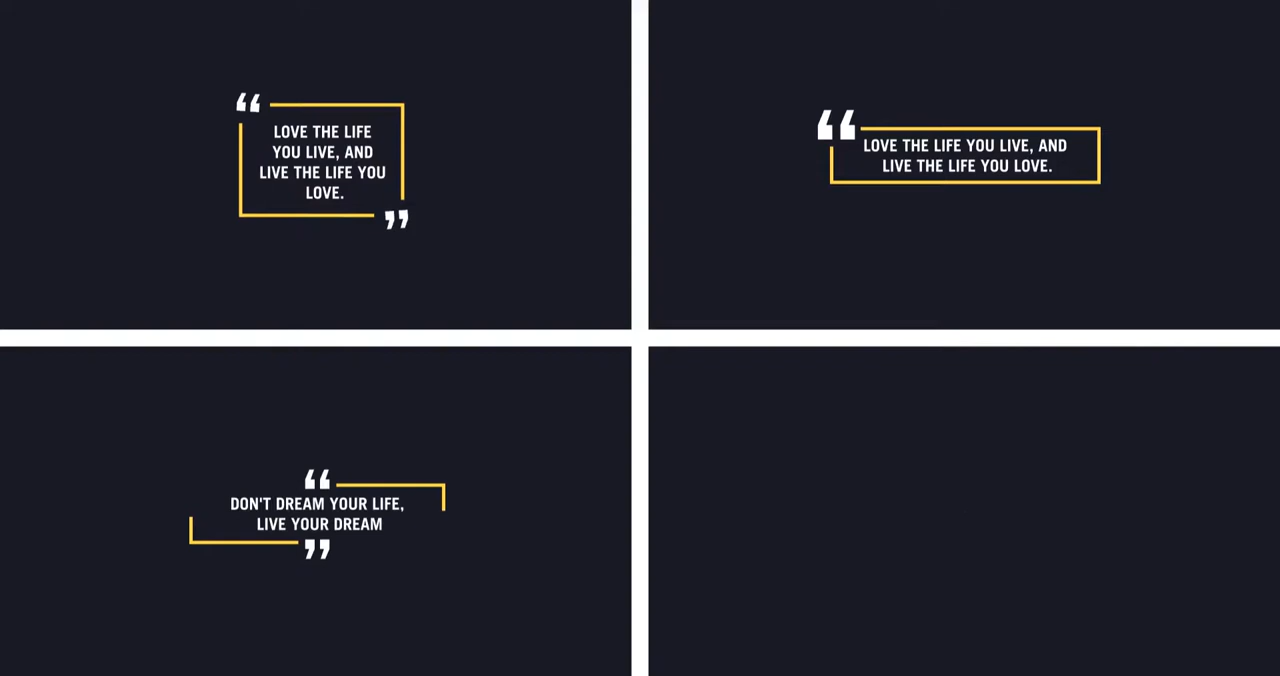 “
LOVE THE LIFE
YOU LIVE, AND
LIVE THE LIFE YOU
LOVE.
”
“
LOVE THE LIFE YOU LIVE, AND
LIVE THE LIFE YOU LOVE.
“
DON'T DREAM YOUR LIFE,
LIVE YOUR DREAM
”